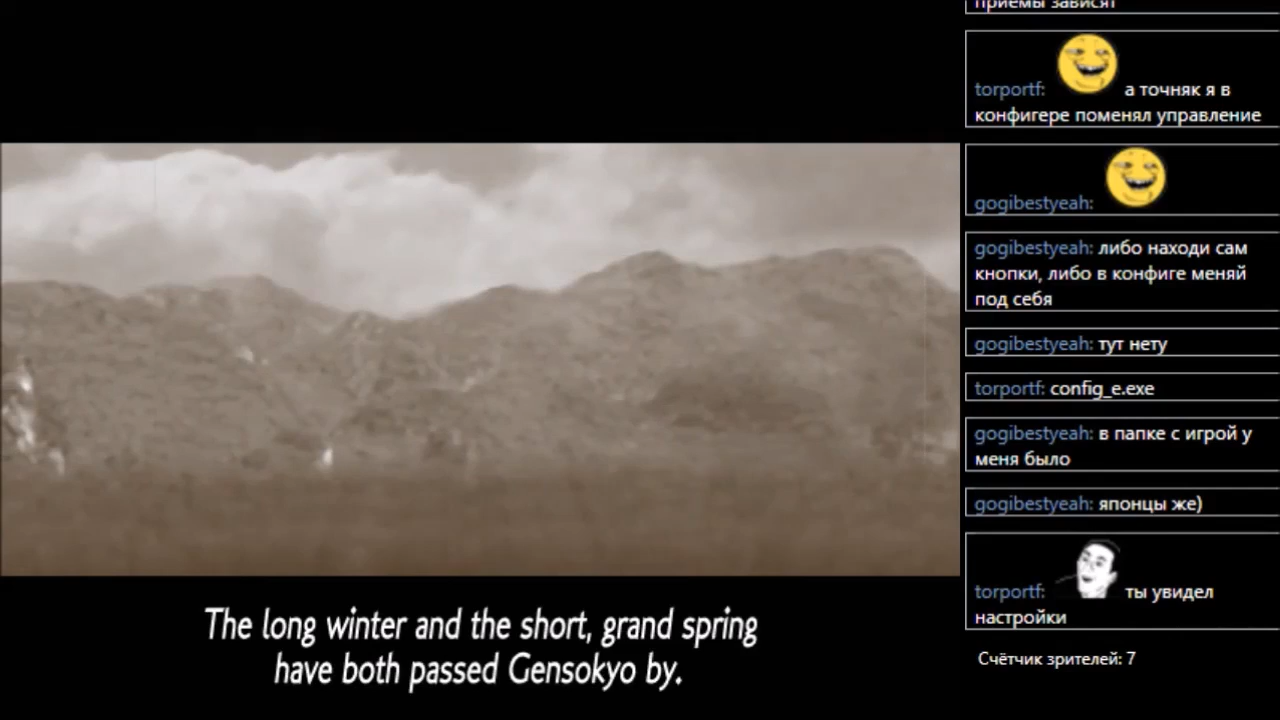 The long winter and the short, grand spring
have both passed Gensokyo by.
приёмы зависят
torportf: а точняк я в
конфигере поменял управление
gogibestyeah:
gogibestyeah: либо находи сам
кнопки, либо в конфиге меняй
под себя
gogibestyeah: тут нету
torportf: config_e.exe
gogibestyeah: в папке с игрой у
меня было
gogibestyeah: японцы же)
torportf: ты увидел
настройки
Счётчик зрителей: 7